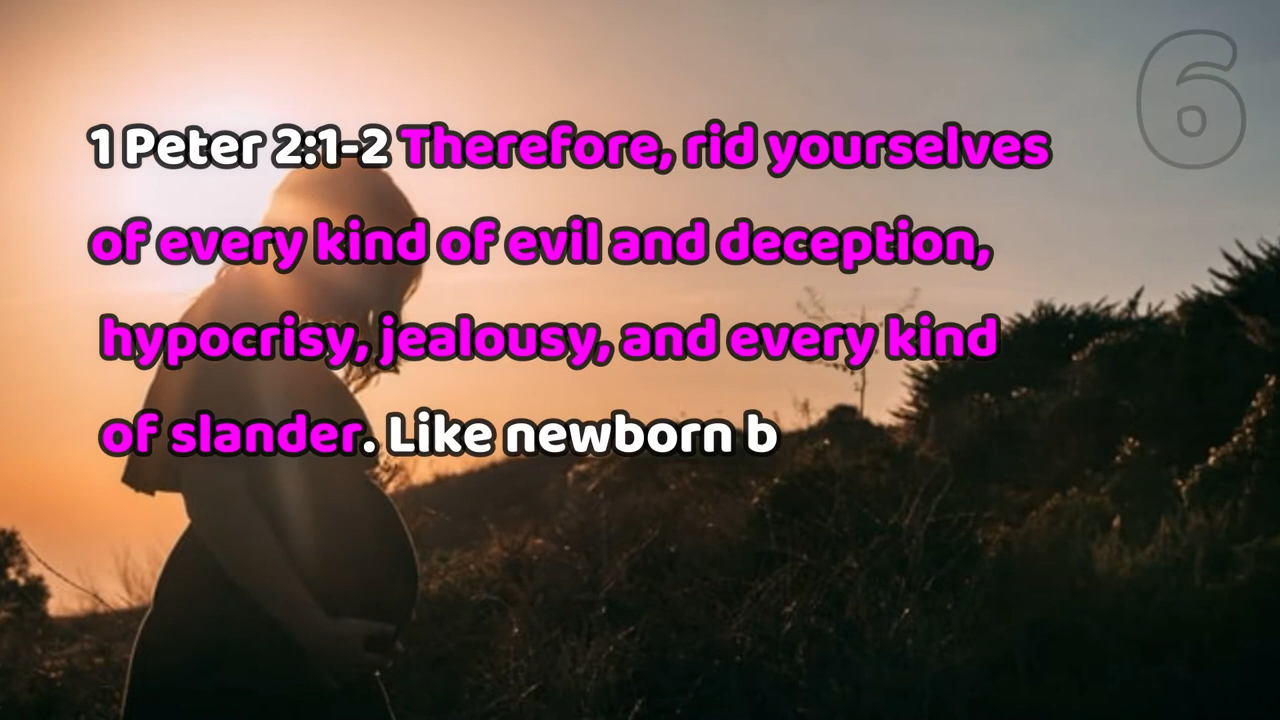 6
1 Peter 2:1-2 Therefore, rid yourselves
of every kind of evil and deception,
hypocrisy, jealousy, and every kind
of slander. Like newborn b